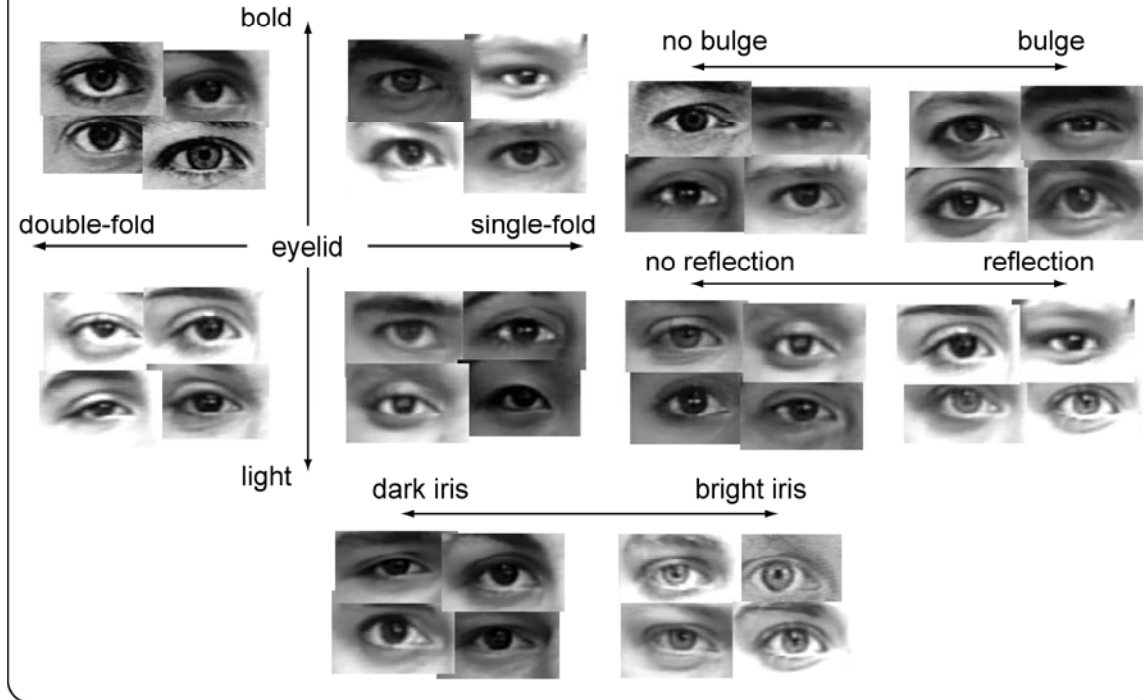 bold
no bulge bulge
double-fold single-fold
eyelid
no reflection reflection
light
dark iris bright iris